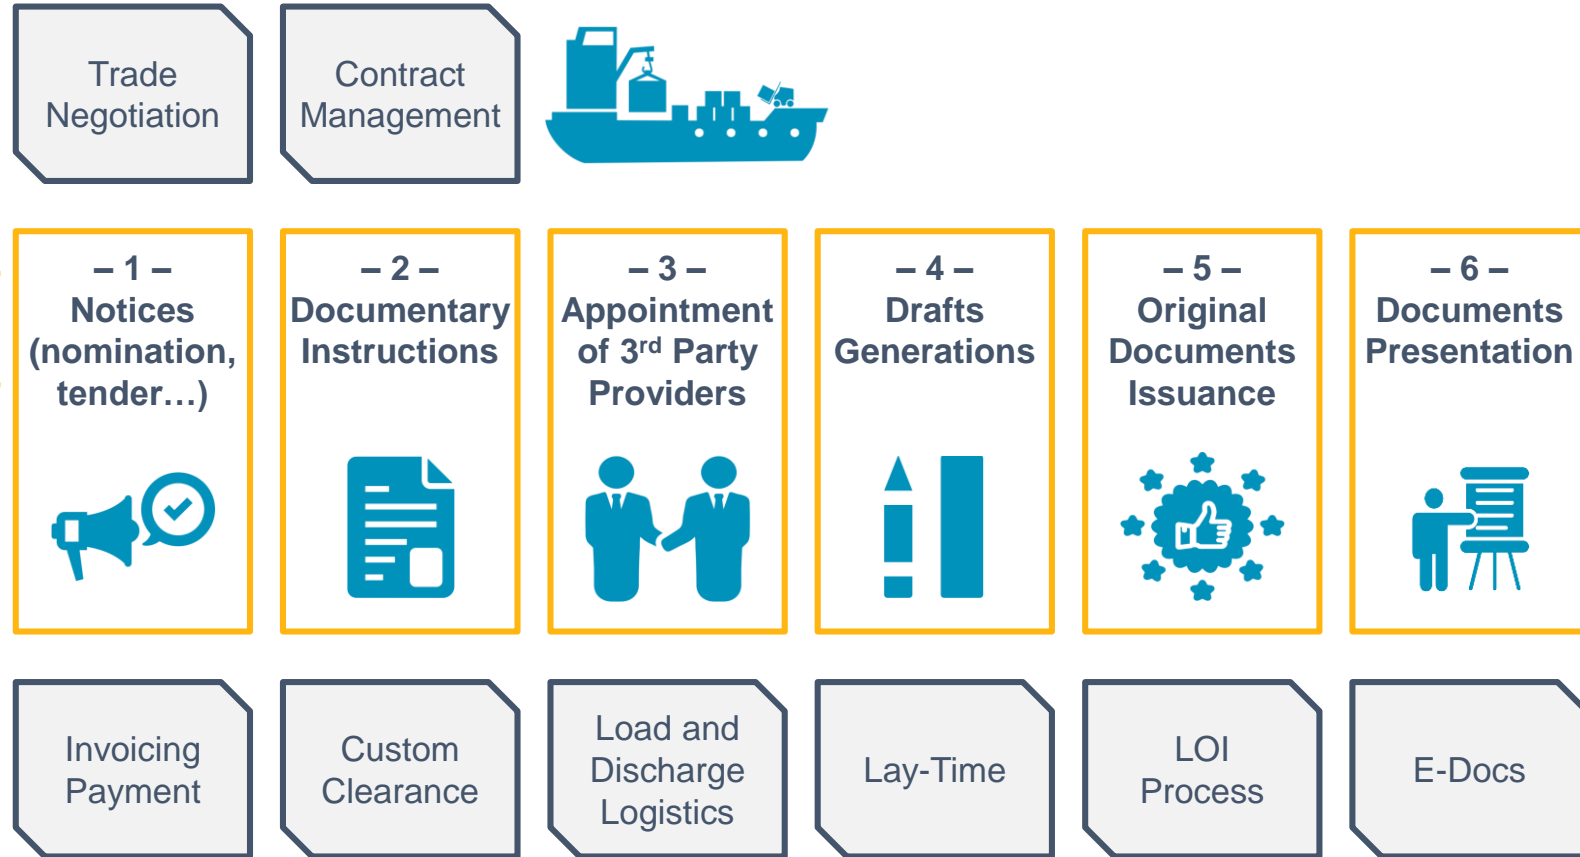 Trade
Negotiation
Contract
Management
– 1 –
Notices
(nomination,
tender…)
– 2 –
Documentary
Instructions
– 3 –
Appointment
of 3rd Party
Providers
– 4 –
Drafts
Generations
– 5 –
Original
Documents
Issuance
– 6 –
Documents
Presentation
Invoicing
Payment
Custom
Clearance
Load and
Discharge
Logistics
Lay-Time
LOI
Process
E-Docs